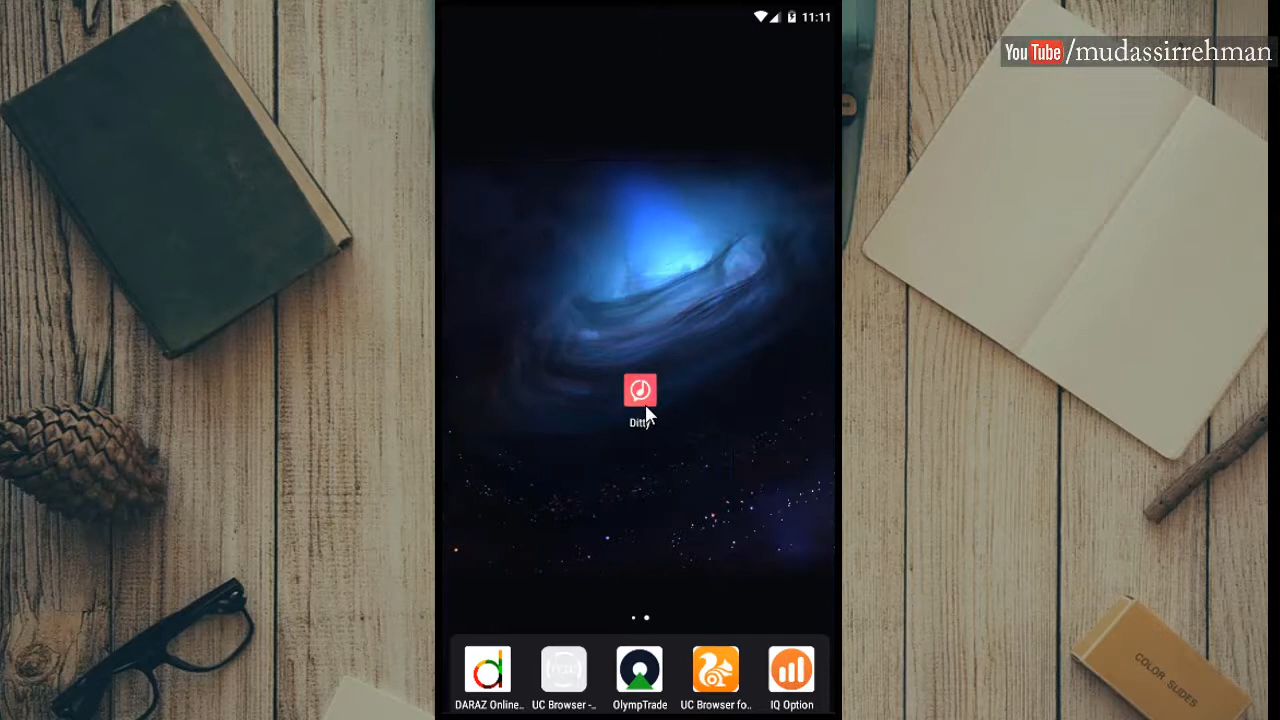 11:11
YouTube/mudassirrehman
Ditty
COLOR SLIDES
DARAZ Online..
UC Browser -..
OlympTrade
UC Browser fo..
IQ Option